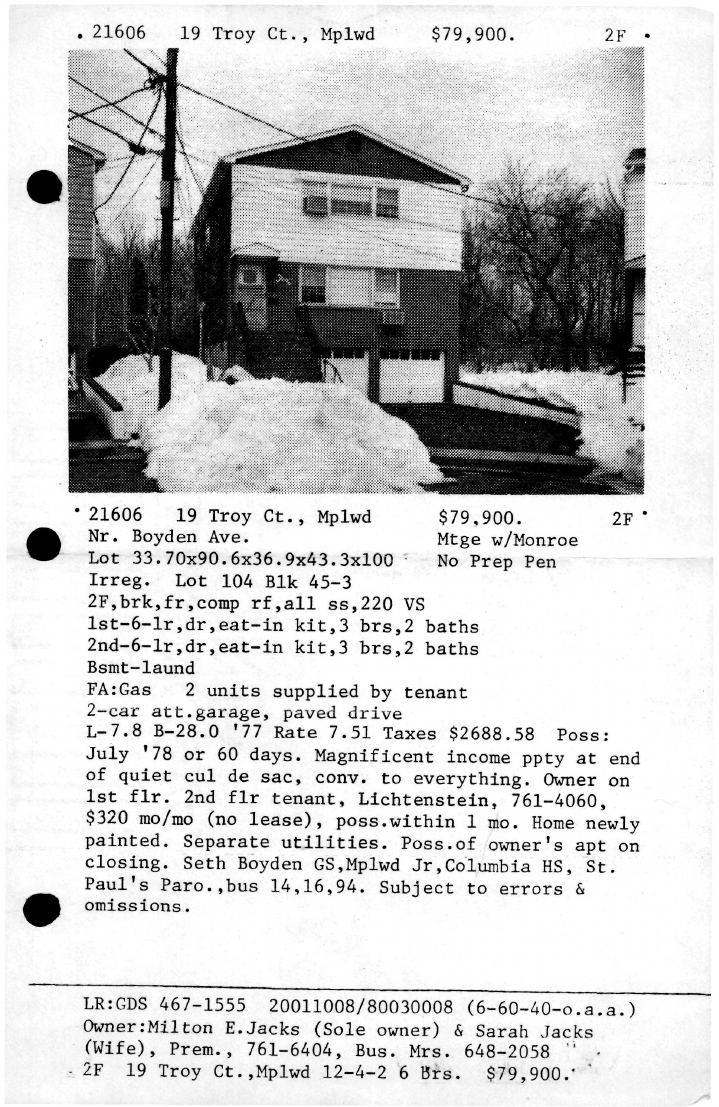 21606 19 Troy Ct., Mplwd $79,900. 2F
21606 19 Troy Ct., Mplwd $79,900. 2F
Nr. Boyden Ave. Mtge w/Monroe
Lot 33.70x90.6x36.9x43.3x100 No Prep Pen
Irreg. Lot 104 Blk 45-3
2F,brk,fr,comp rf,all ss,220 VS
1st-6-lr,dr,eat-in kit,3 brs,2 baths
2nd-6-lr,dr,eat-in kit,3 brs,2 baths
Bsmt-laund
FA:Gas 2 units supplied by tenant
2-car att.garage, paved drive
L-7.8 B-28.0 '77 Rate 7.51 Taxes $2688.58 Poss:
July '78 or 60 days. Magnificent income ppty at end
of quiet cul de sac, conv. to everything. Owner on
1st flr. 2nd flr tenant, Lichtenstein, 761-4060,
$320 mo/mo (no lease), poss.within 1 mo. Home newly
painted. Separate utilities. Poss.of owner's apt on
closing. Seth Boyden GS,Mplwd Jr,Columbia HS, St.
Paul's Paro.,bus 14,16,94. Subject to errors &
omissions.
LR:GDS 467-1555 20011008/80030008 (6-60-40-o.a.a.)
Owner:Milton E.Jacks (Sole owner) & Sarah Jacks
(Wife), Prem., 761-6404, Bus. Mrs. 648-2058
2F 19 Troy Ct.,Mplwd 12-4-2 6 Brs. $79,900.